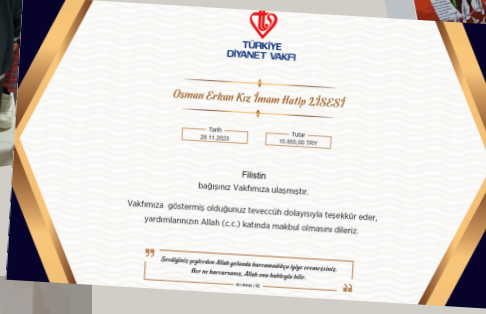 TÜRKİYE
DİYANET VAKFI
Osman Erkan Kız İmam Hatip LİSESİ
Tarih
28.11.2023
Tutar
15.855,00 TRY
Filistin
bağışınız Vakfımıza ulaşmıştır.
Vakfımıza göstermiş olduğunuz teveccüh dolayısıyla teşekkür eder,
yardımlarınızın Allah (c.c.) katında makbul olmasını dileriz.
Sevdiğiniz şeylerden Allah yolunda harcamadıkça iyiye eremezsiniz.
Her ne harcarsanız, Allah onu hakkıyla bilir.